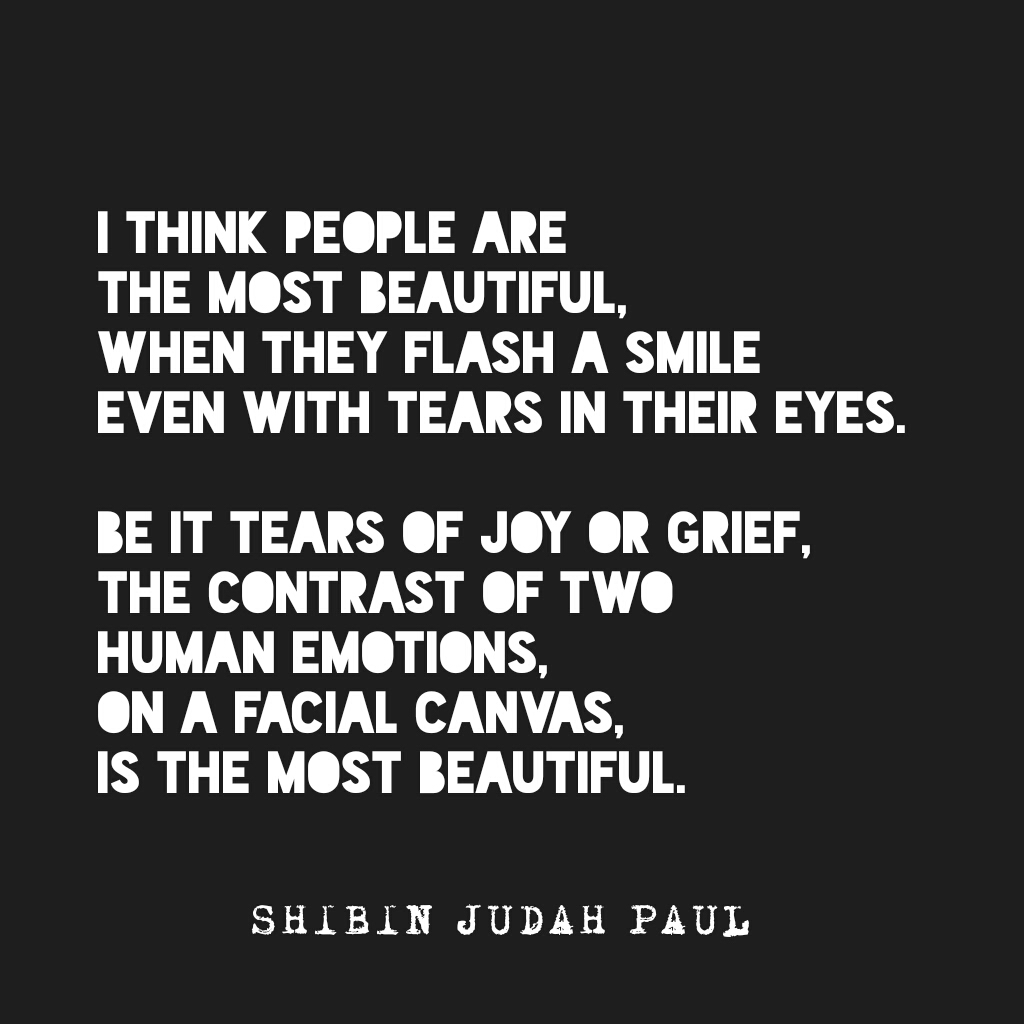 I THINK PEOPLE ARE
THE MOST BEAUTIFUL,
WHEN THEY FLASH A SMILE
EVEN WITH TEARS IN THEIR EYES.
BE IT TEARS OF JOY OR GRIEF,
THE CONTRAST OF TWO
HUMAN EMOTIONS,
ON A FACIAL CANVAS,
IS THE MOST BEAUTIFUL.
SHIBIN JUDAH PAUL